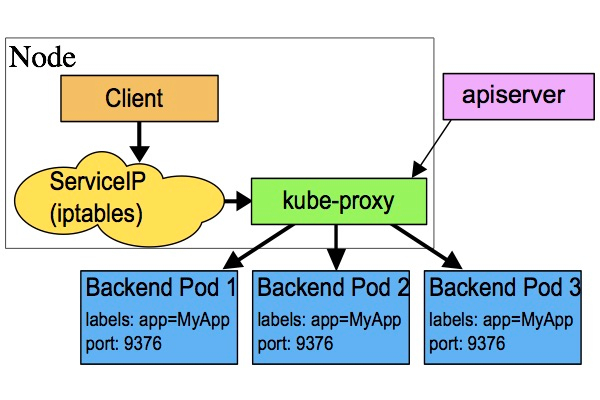 Node
Client
apiserver
ServiceIP
(iptables)
kube-proxy
Backend Pod 1
labels: app=MyApp
port: 9376
Backend Pod 2
labels: app=MyApp
port: 9376
Backend Pod 3
labels: app=MyApp
port: 9376